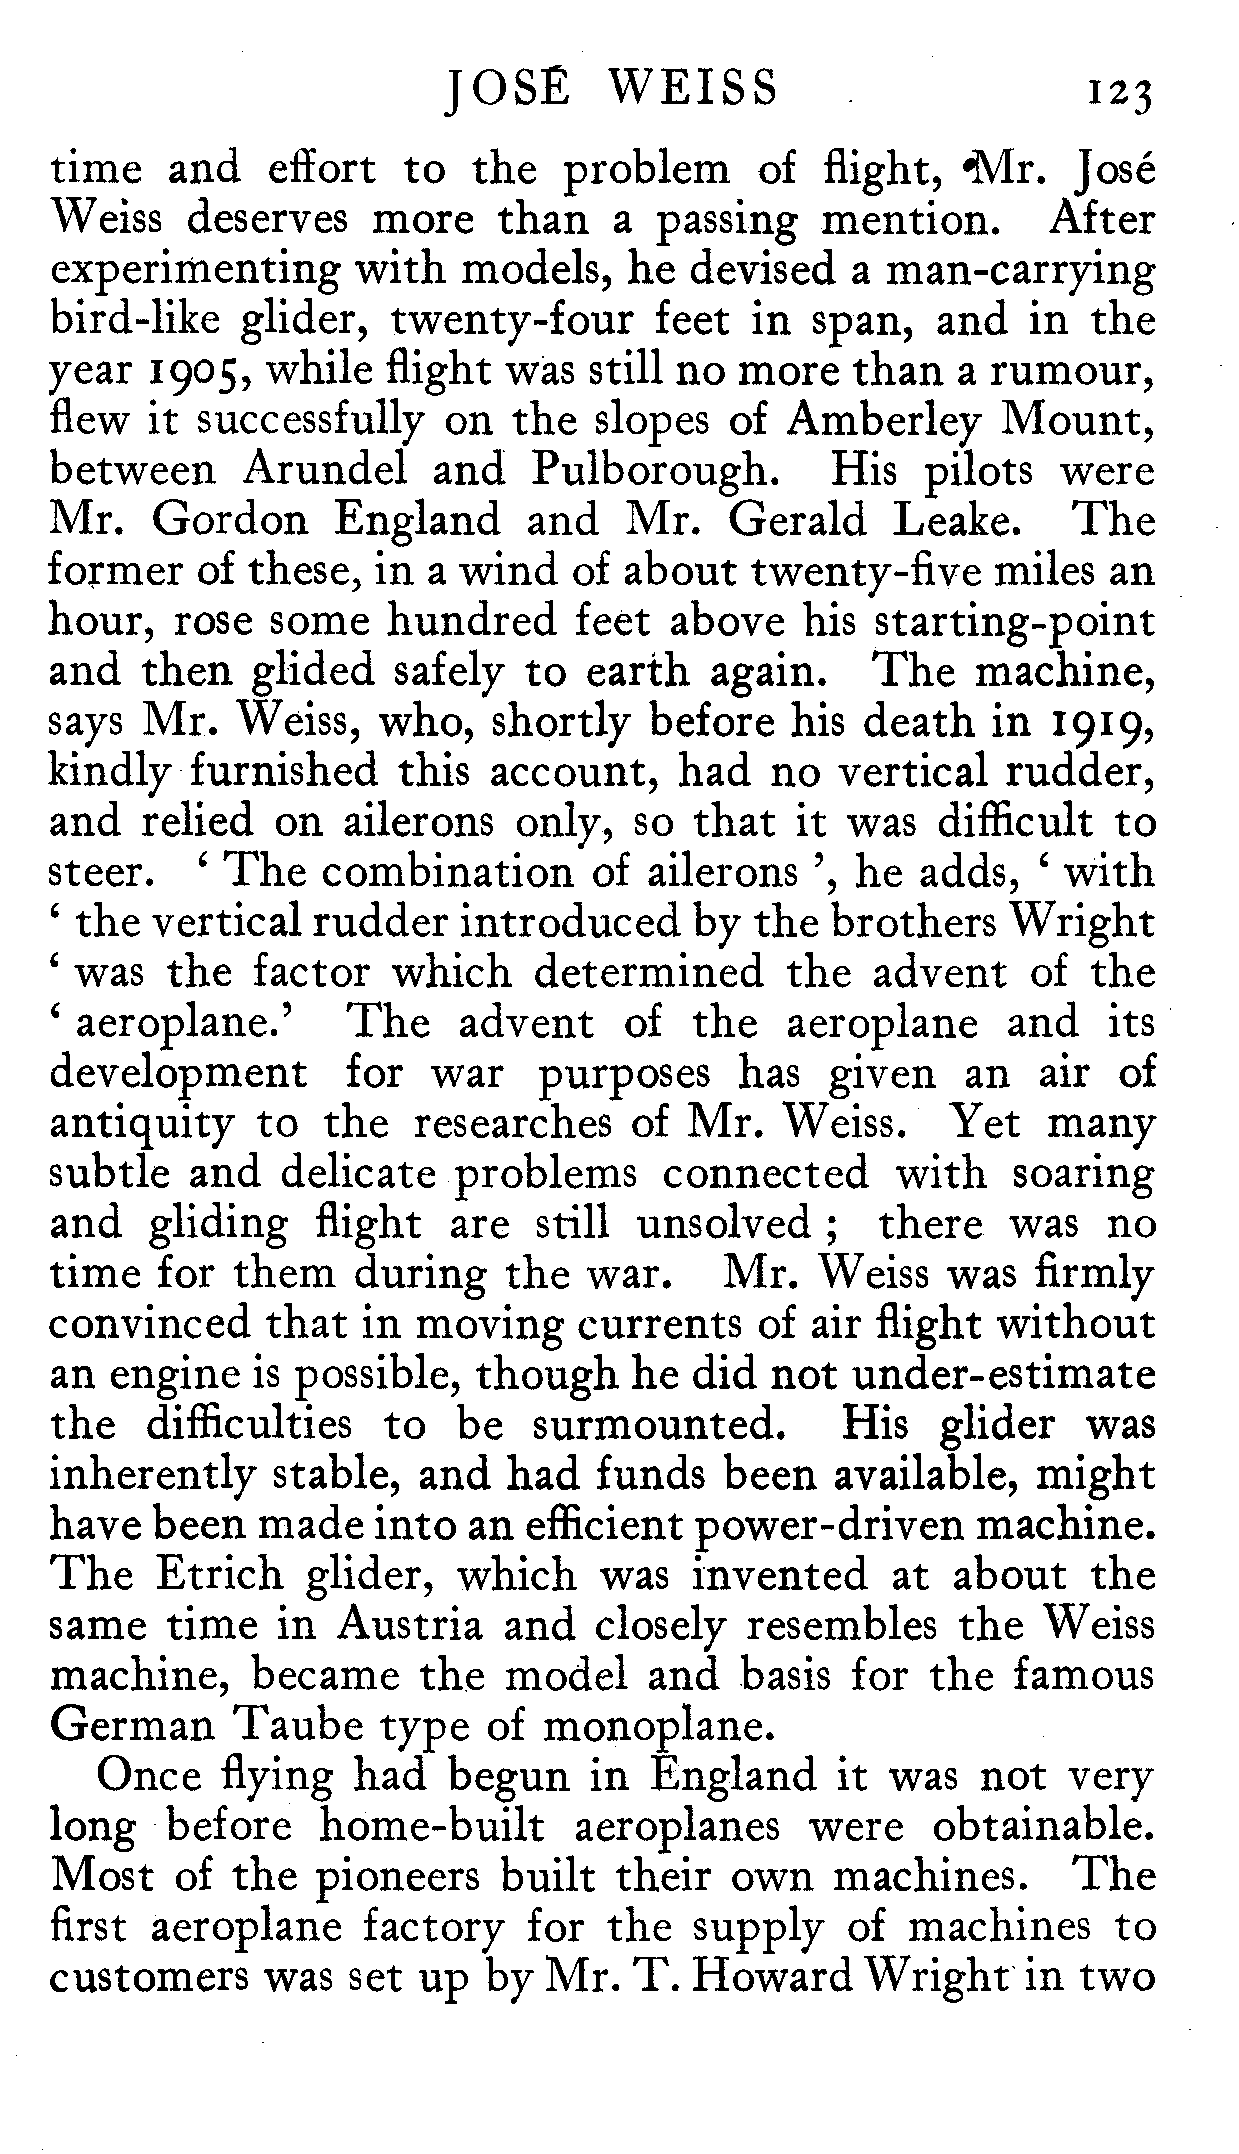 JOSÉ WEISS 123
time and effort to the problem of flight, Mr. José
Weiss deserves more than a passing mention. After
experimenting with models, he devised a man-carrying
bird-like glider, twenty-four feet in span, and in the
year 1905, while flight was still no more than a rumour,
flew it successfully on the slopes of Amberley Mount,
between Arundel and Pulborough. His pilots were
Mr. Gordon England and Mr. Gerald Leake. The
former of these, in a wind of about twenty-five miles an
hour, rose some hundred feet above his starting-point
and then glided safely to earth again. The machine,
says Mr. Weiss, who, shortly before his death in 1919,
kindly furnished this account, had no vertical rudder,
and relied on ailerons only, so that it was difficult to
steer. ‘ The combination of ailerons ’, he adds, ‘ with
‘ the vertical rudder introduced by the brothers Wright
‘ was the factor which determined the advent of the
‘ aeroplane.’ The advent of the aeroplane and its
development for war purposes has given an air of
antiquity to the researches of Mr. Weiss. Yet many
subtle and delicate problems connected with soaring
and gliding flight are still unsolved ; there was no
time for them during the war. Mr. Weiss was firmly
convinced that in moving currents of air flight without
an engine is possible, though he did not under-estimate
the difficulties to be surmounted. His glider was
inherently stable, and had funds been available, might
have been made into an efficient power-driven machine.
The Etrich glider, which was invented at about the
same time in Austria and closely resembles the Weiss
machine, became the model and basis for the famous
German Taube type of monoplane.
Once flying had begun in England it was not very
long before home-built aeroplanes were obtainable.
Most of the pioneers built their own machines. The
first aeroplane factory for the supply of machines to
customers was set up by Mr. T. Howard Wright in two